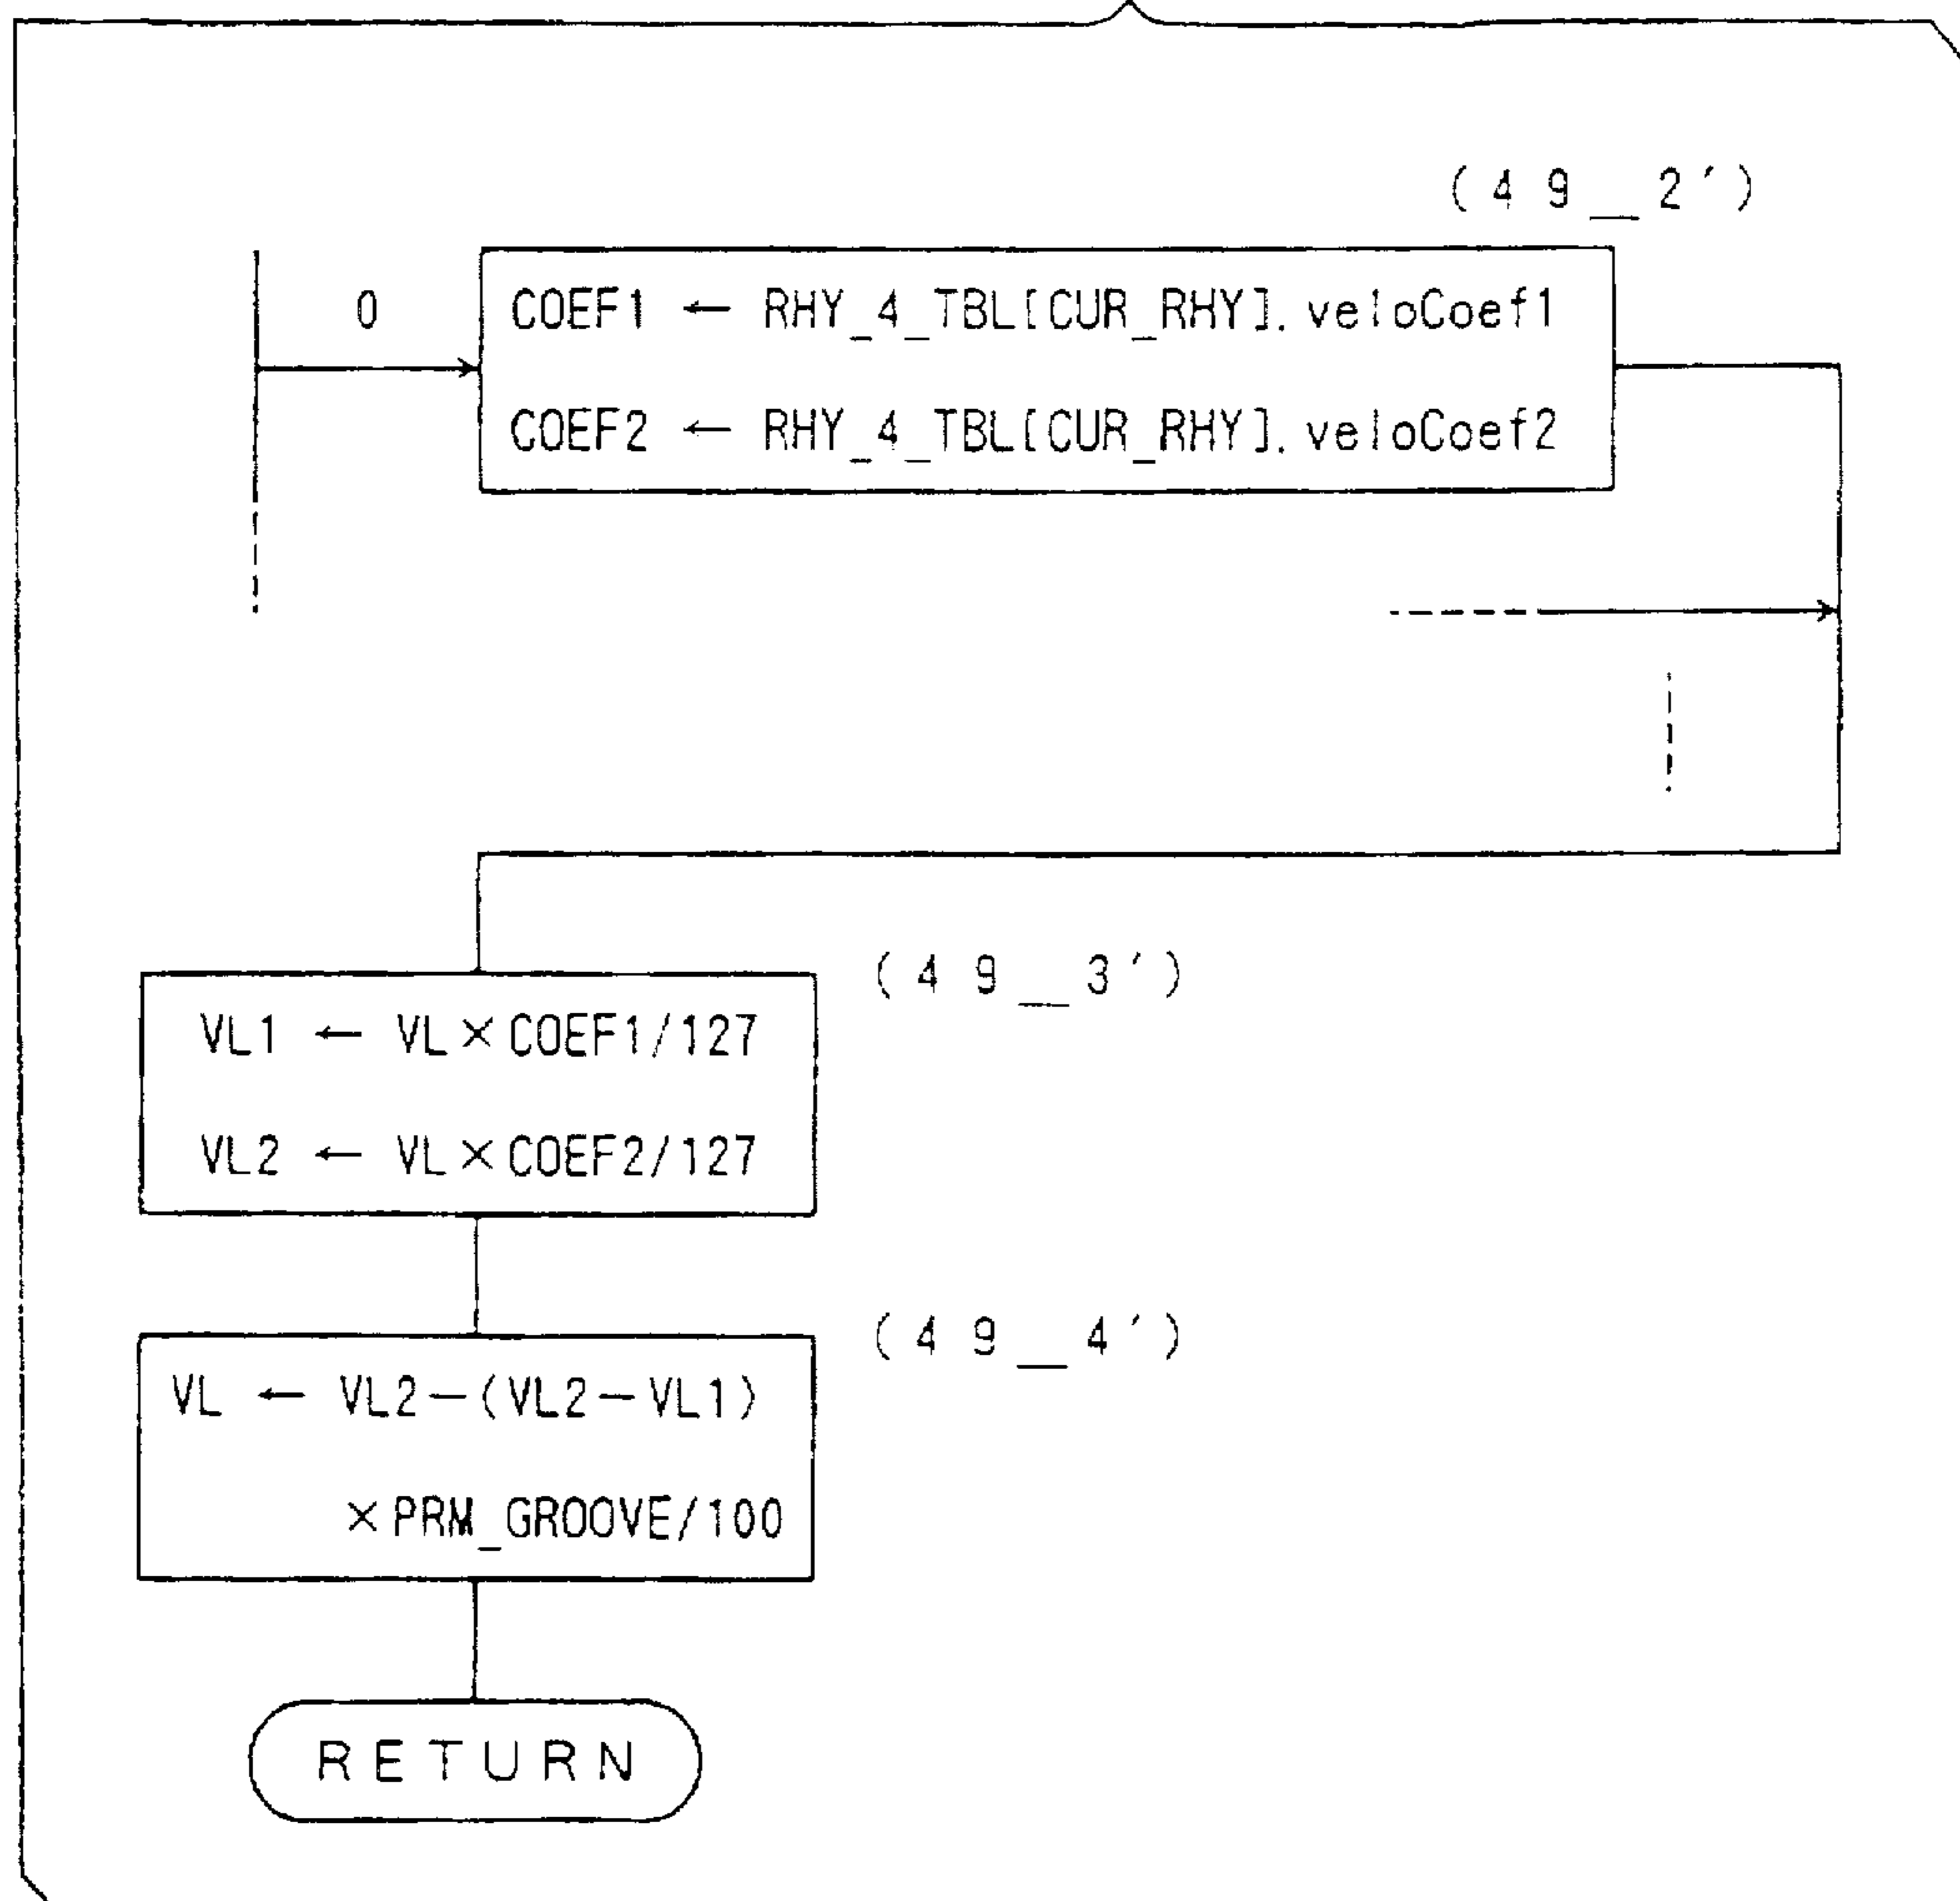 (49_2′)
0
COEF1 ← RHY_4_TBL[CUR_RHY].veloCoef1
COEF2 ← RHY_4_TBL[CUR_RHY].veloCoef2
(49_3′)
VL1 ← VL×COEF1/127
VL2 ← VL×COEF2/127
(49_4′)
VL ← VL2−(VL2−VL1)
×PRM_GROOVE/100
RETURN